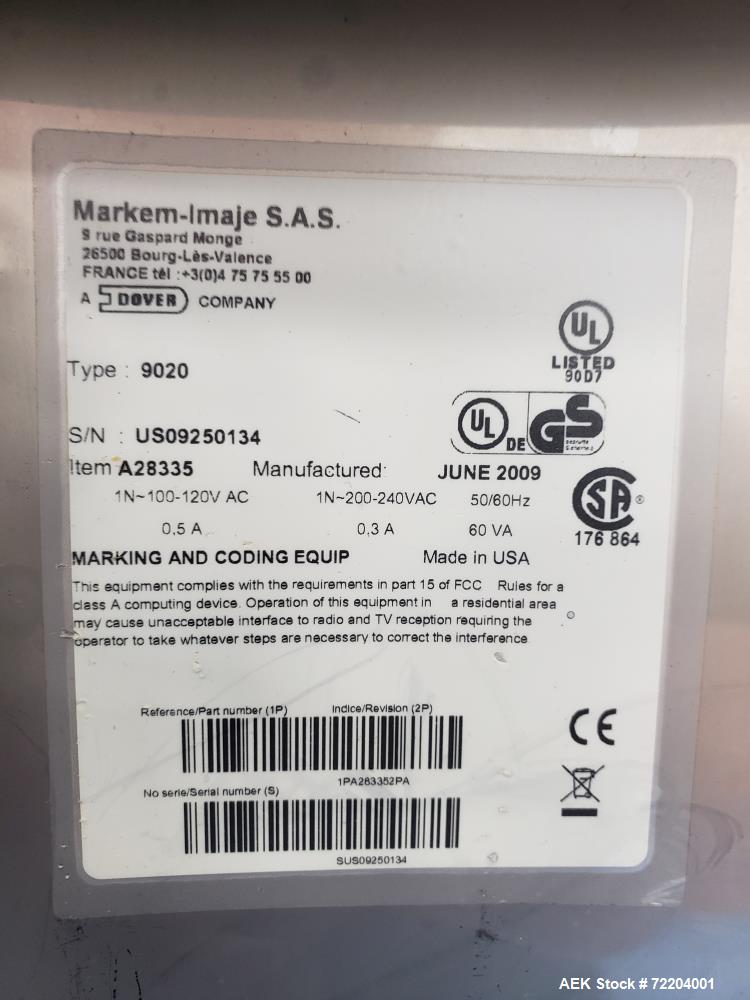 Markem-Imaje S.A.S.
9 rue Gaspard Monge
26500 Bourg-Lès-Valence
FRANCE tél :+3(0)4 75 75 55 00
A DOVER COMPANY
UL
LISTED
90D7
Type : 9020
UL DE GS
S/N : US09250134
Item A28335 Manufactured: JUNE 2009
1N~100-120V AC 1N~200-240VAC 50/60Hz
0,5 A 0,3 A 60 VA
SA ®
176 864
MARKING AND CODING EQUIP Made in USA
This equipment complies with the requirements in part 15 of FCC Rules for a
class A computing device. Operation of this equipment in a residential area
may cause unacceptable interface to radio and TV reception requiring the
operator to take whatever steps are necessary to correct the interference
Reference/Part number (1P) Indice/Revision (2P)
1PA283352PA
CE
No serie/Serial number (S)
SUS09250134
AEK Stock # 72204001